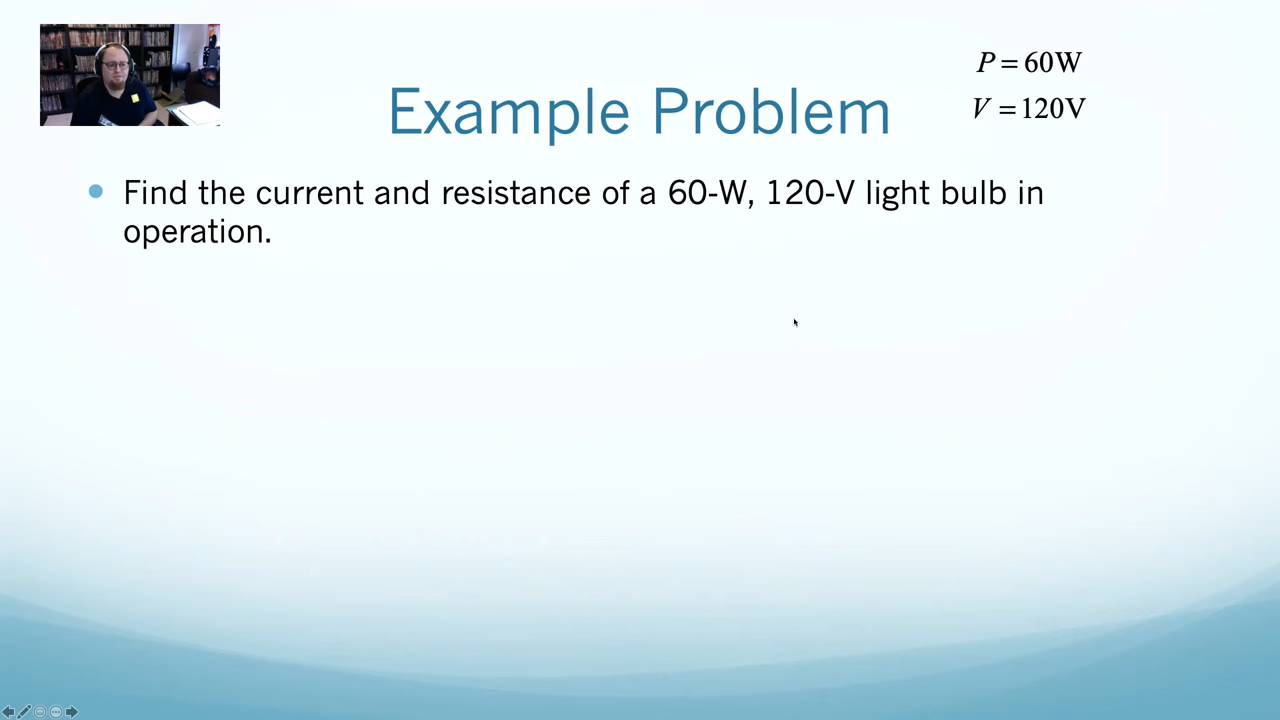 P = 60W
V = 120V
Example Problem
Find the current and resistance of a 60-W, 120-V light bulb in
operation.